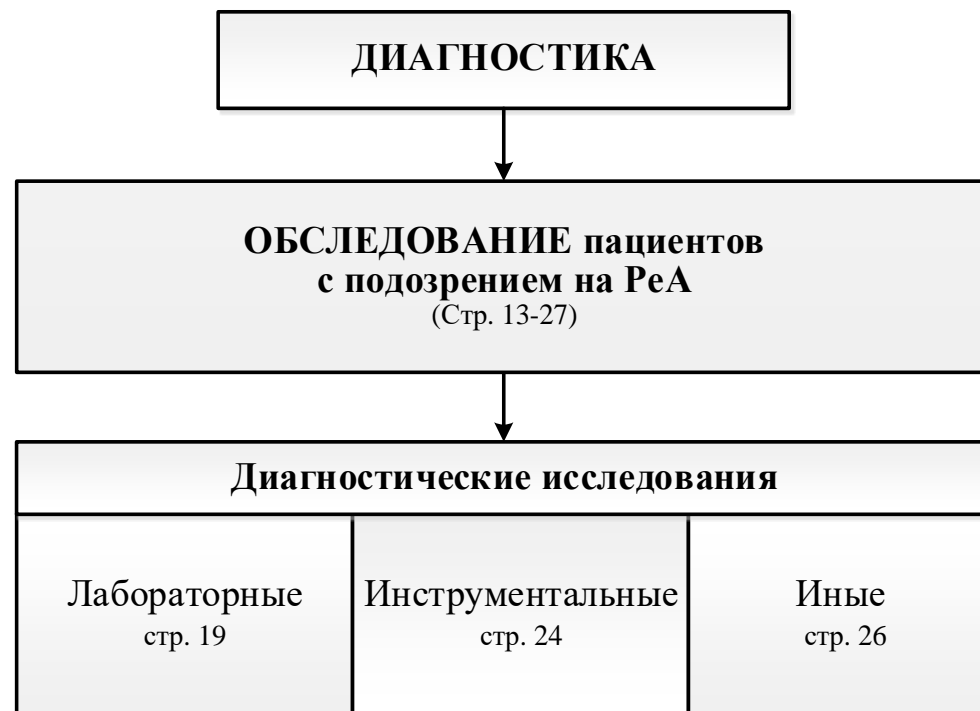 ДИАГНОСТИКА
ОБСЛЕДОВАНИЕ пациентов
с подозрением на РеА
(Стр. 13-27)
Диагностические исследования
Лабораторные
стр. 19
Инструментальные
стр. 24
Иные
стр. 26